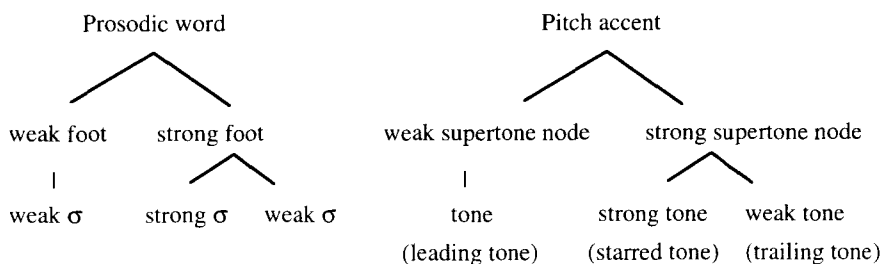 Prosodic word Pitch accent
weak foot strong foot weak supertone node strong supertone node
weak σ strong σ weak σ tone strong tone weak tone
(leading tone) (starred tone) (trailing tone)